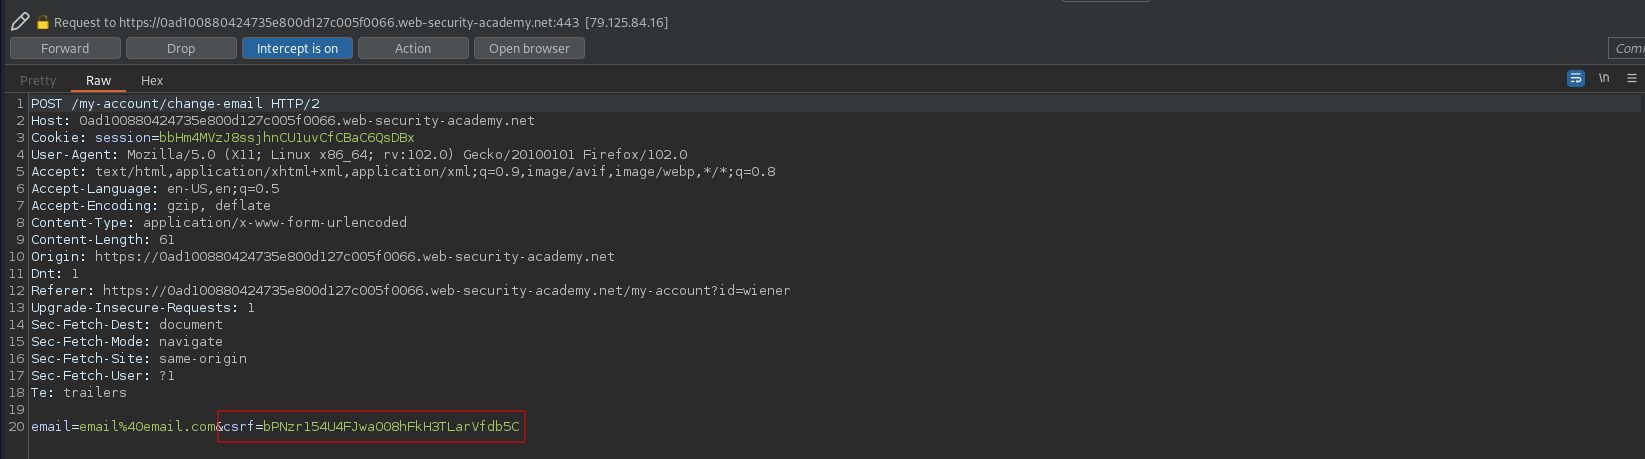 Request to https://0ad100880424735e800d127c005f0066.web-security-academy.net:443 [79.125.84.16]
Forward Drop Intercept is on Action Open browser
Pretty Raw Hex \n
1 POST /my-account/change-email HTTP/2
2 Host: 0ad100880424735e800d127c005f0066.web-security-academy.net
3 Cookie: session=bbHm4MVzJ8ssjhnCU1uvCfCBaC6QsDBx
4 User-Agent: Mozilla/5.0 (X11; Linux x86_64; rv:102.0) Gecko/20100101 Firefox/102.0
5 Accept: text/html,application/xhtml+xml,application/xml;q=0.9,image/avif,image/webp,*/*;q=0.8
6 Accept-Language: en-US,en;q=0.5
7 Accept-Encoding: gzip, deflate
8 Content-Type: application/x-www-form-urlencoded
9 Content-Length: 61
10 Origin: https://0ad100880424735e800d127c005f0066.web-security-academy.net
11 Dnt: 1
12 Referer: https://0ad100880424735e800d127c005f0066.web-security-academy.net/my-account?id=wiener
13 Upgrade-Insecure-Requests: 1
14 Sec-Fetch-Dest: document
15 Sec-Fetch-Mode: navigate
16 Sec-Fetch-Site: same-origin
17 Sec-Fetch-User: ?1
18 Te: trailers
19
20 email=email%40email.com&csrf=bPNzr154U4FJwaO08hFkH3TLarVfdb5C